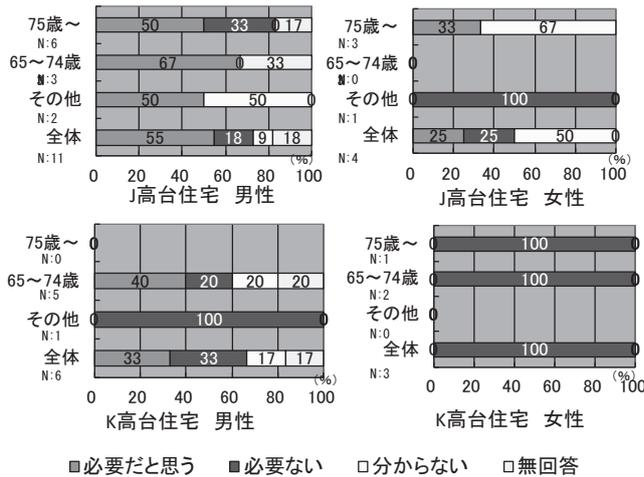 75歳～ 50 33 0 17
N:6
65～74歳 67 0 33
N:3
その他 50 50 0
N:2
全体 55 18 9 18
N:11
(%)
0 20 40 60 80 100
J高台住宅 男性
75歳～ 33 67
N:3
65～74歳 0
N:0
その他 0 100 0
N:1
全体 25 25 50 0
N:4
(%)
0 20 40 60 80 100
J高台住宅 女性
75歳～ 0
N:0
65～74歳 40 20 20 20
N:5
その他 0 100 0
N:1
全体 33 33 17 17
N:6
(%)
0 20 40 60 80 100
K高台住宅 男性
75歳～ 0 100 0
N:1
65～74歳 0 100 0
N:2
その他 0
N:0
全体 0 100 0
N:3
(%)
0 20 40 60 80 100
K高台住宅 女性
必要だと思う 必要ない 分からない 無回答